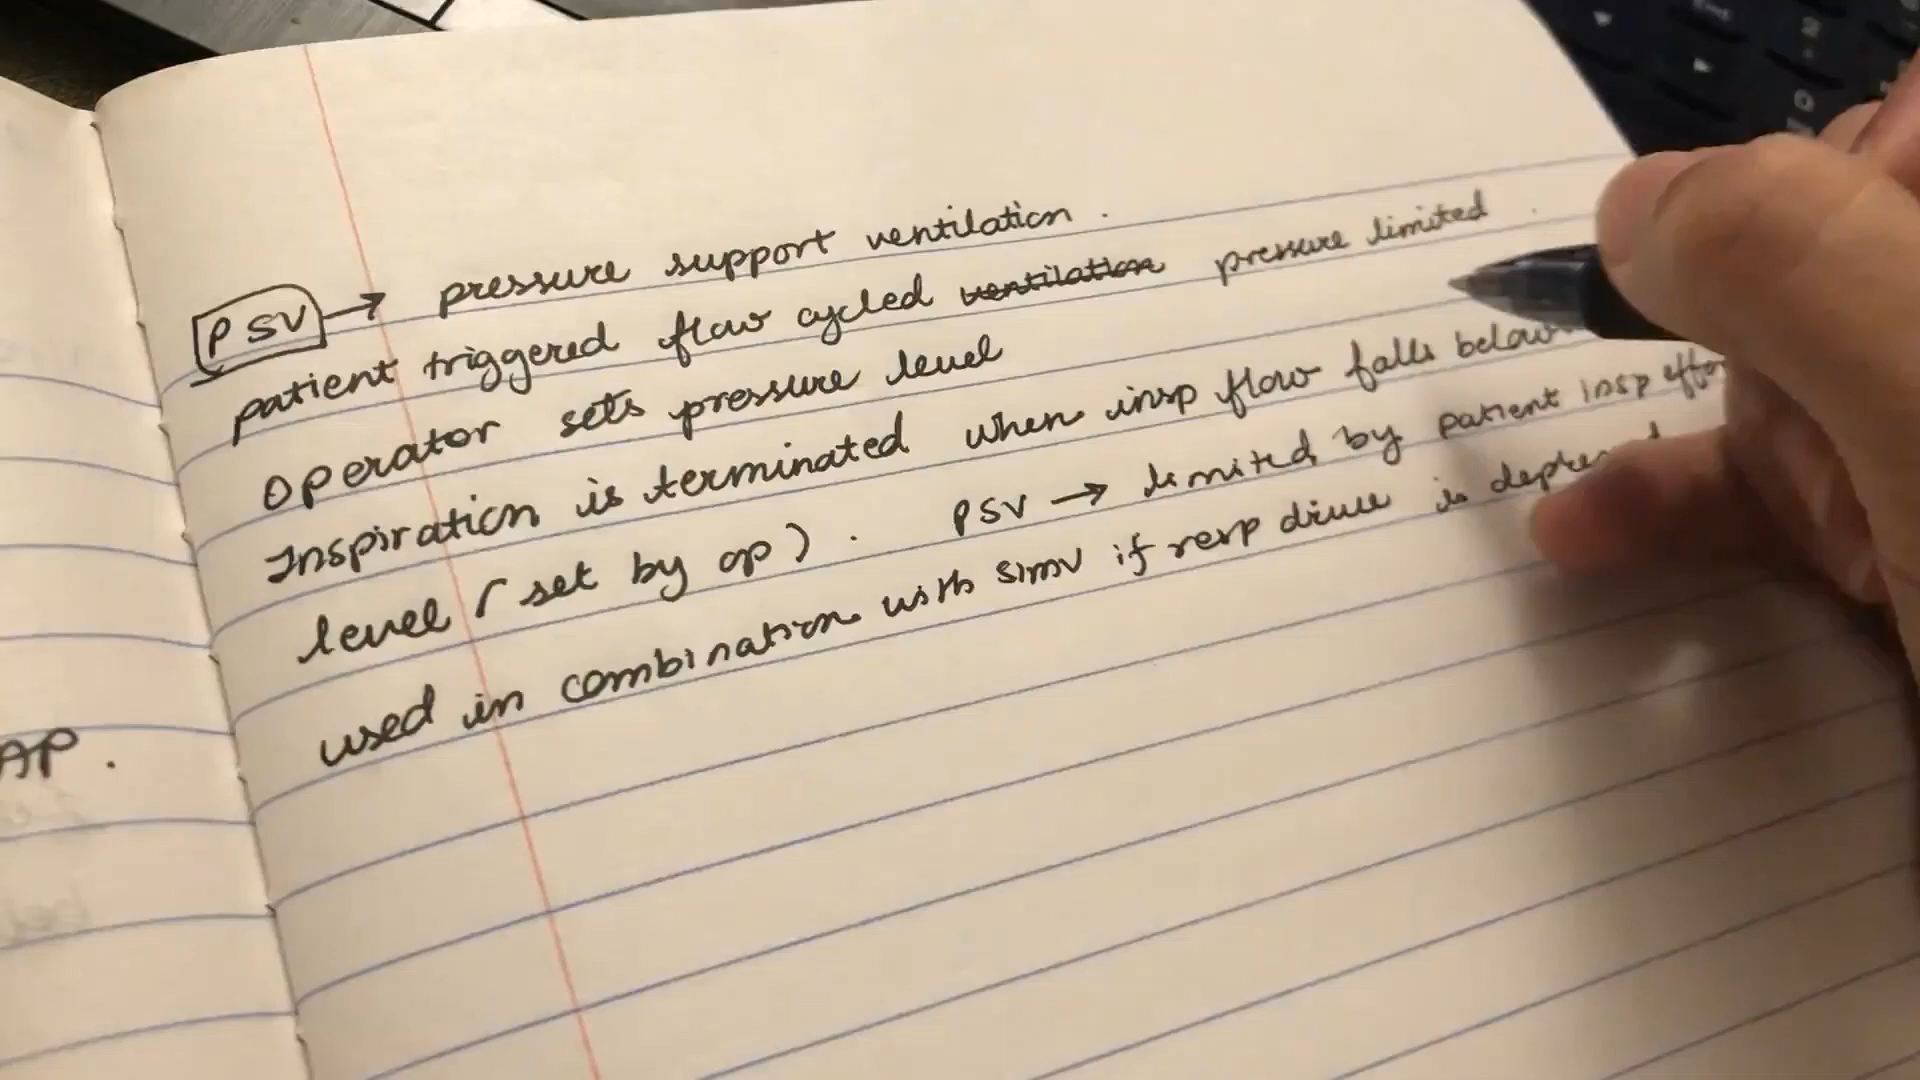 PSV → pressure support ventilation.
patient triggered flow cycled ventilation pressure limited.
Operator sets pressure level
Inspiration is terminated when insp flow falls below
level (set by op). PSV → limited by patient insp
used in combination with SIMV if resp drive is
AP.